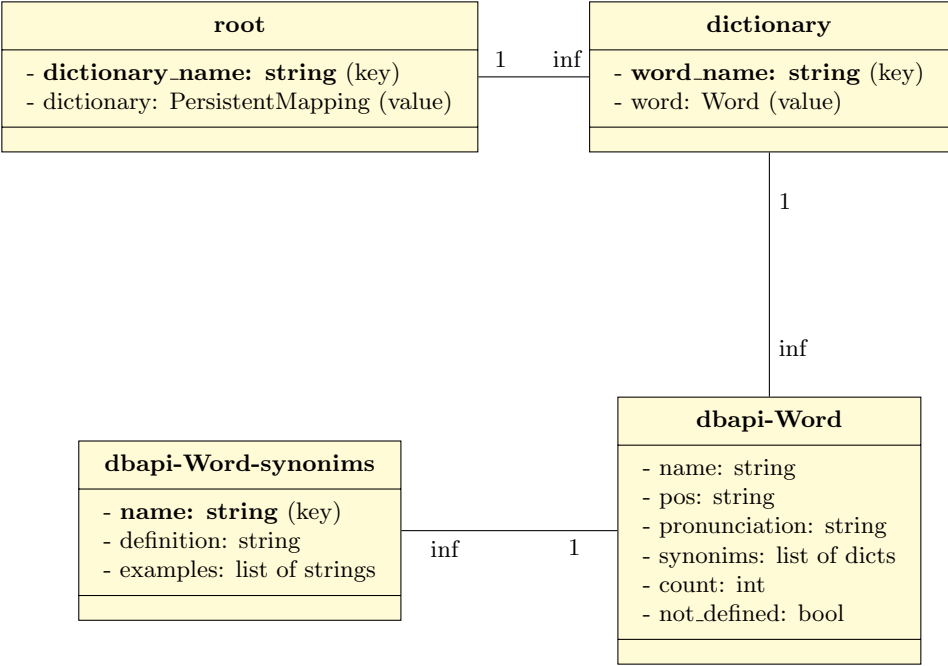 root
- dictionary_name: string (key)
- dictionary: PersistentMapping (value)
1
inf
dictionary
- word_name: string (key)
- word: Word (value)
1
inf
dbapi-Word-synonims
- name: string (key)
- definition: string
- examples: list of strings
inf
1
dbapi-Word
- name: string
- pos: string
- pronunciation: string
- synonims: list of dicts
- count: int
- not_defined: bool